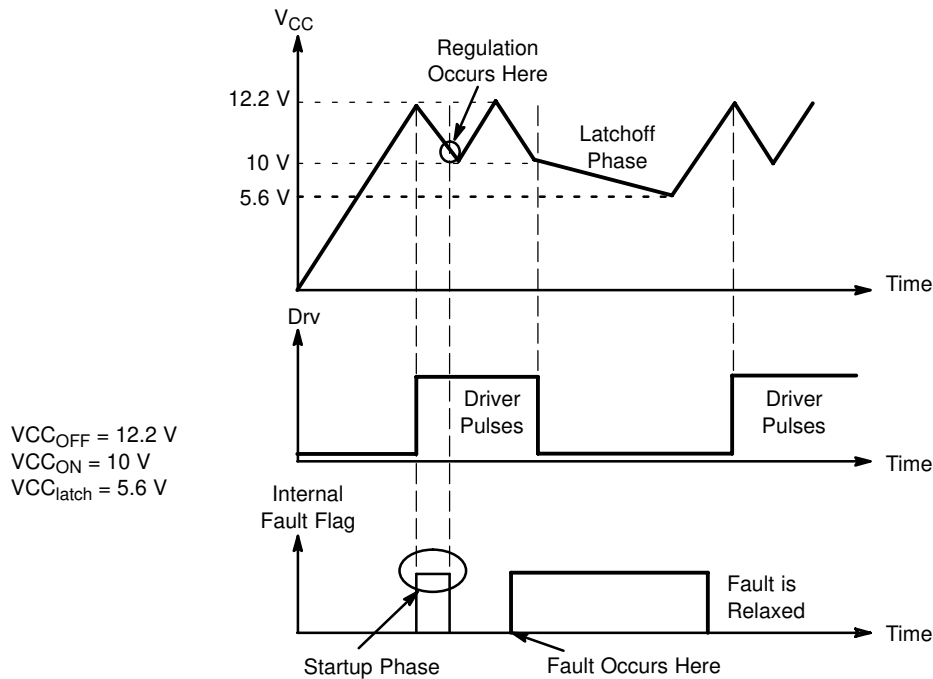 V_CC
Regulation
Occurs Here
12.2 V
Latchoff
Phase
10 V
5.6 V
Time
Drv
Driver
Pulses
Driver
Pulses
VCC_OFF = 12.2 V
VCC_ON = 10 V
VCC_latch = 5.6 V
Time
Internal
Fault Flag
Fault is
Relaxed
Time
Startup Phase
Fault Occurs Here